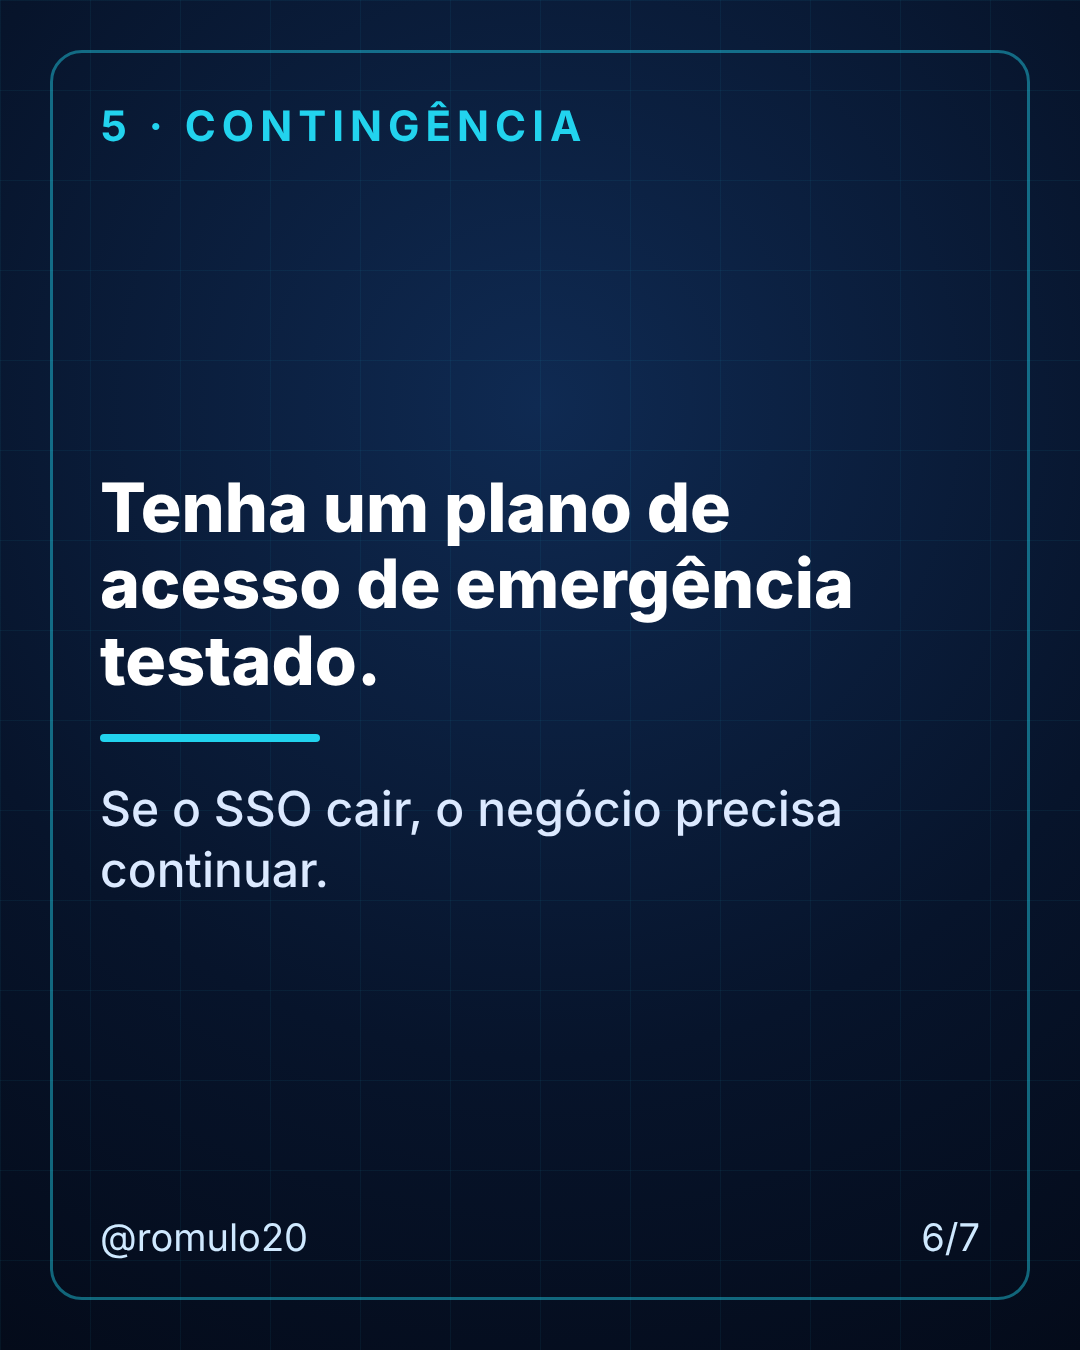 5 · CONTINGÊNCIA
Tenha um plano de
acesso de emergência
testado.
Se o SSO cair, o negócio precisa
continuar.
@romulo20
6/7